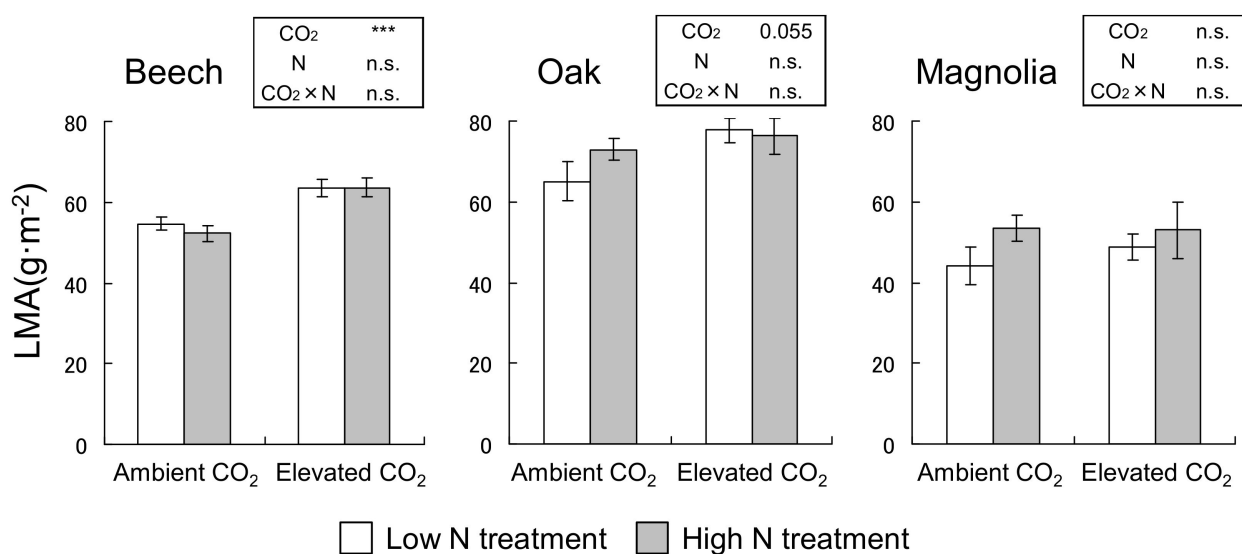 Beech
CO₂ ***
N n.s.
CO₂×N n.s.
Oak
CO₂ 0.055
N n.s.
CO₂×N n.s.
Magnolia
CO₂ n.s.
N n.s.
CO₂×N n.s.
LMA(g·m⁻²)
80
60
40
20
0
Ambient CO₂ Elevated CO₂
80
60
40
20
0
Ambient CO₂ Elevated CO₂
80
60
40
20
0
Ambient CO₂ Elevated CO₂
Low N treatment High N treatment